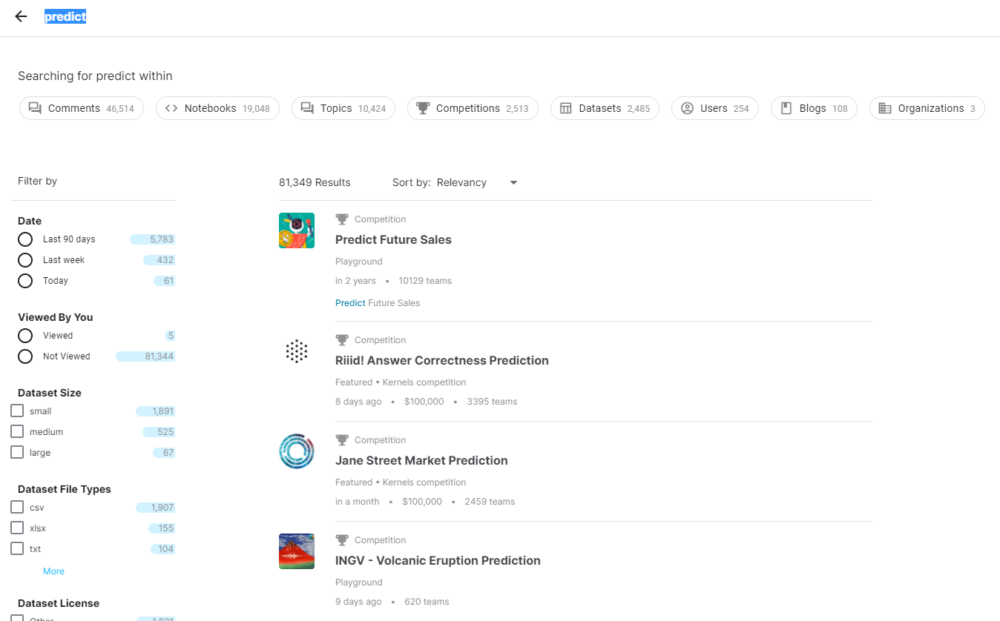 predict
Searching for predict within
Comments 46,514 Notebooks 19,048 Topics 10,424 Competitions 2,513 Datasets 2,485 Users 254 Blogs 108 Organizations 3
Filter by
Date
Last 90 days 5,783
Last week 432
Today 61
Viewed By You
Viewed 5
Not Viewed 81,344
Dataset Size
small 1,891
medium 525
large 67
Dataset File Types
csv 1,907
xlsx 155
txt 104
More
Dataset License
Other 1,621
81,349 Results Sort by: Relevancy
Competition
Predict Future Sales
Playground
in 2 years • 10129 teams
Predict Future Sales
Competition
Riiid! Answer Correctness Prediction
Featured • Kernels competition
8 days ago • $100,000 • 3395 teams
Competition
Jane Street Market Prediction
Featured • Kernels competition
in a month • $100,000 • 2459 teams
Competition
INGV - Volcanic Eruption Prediction
Playground
9 days ago • 620 teams